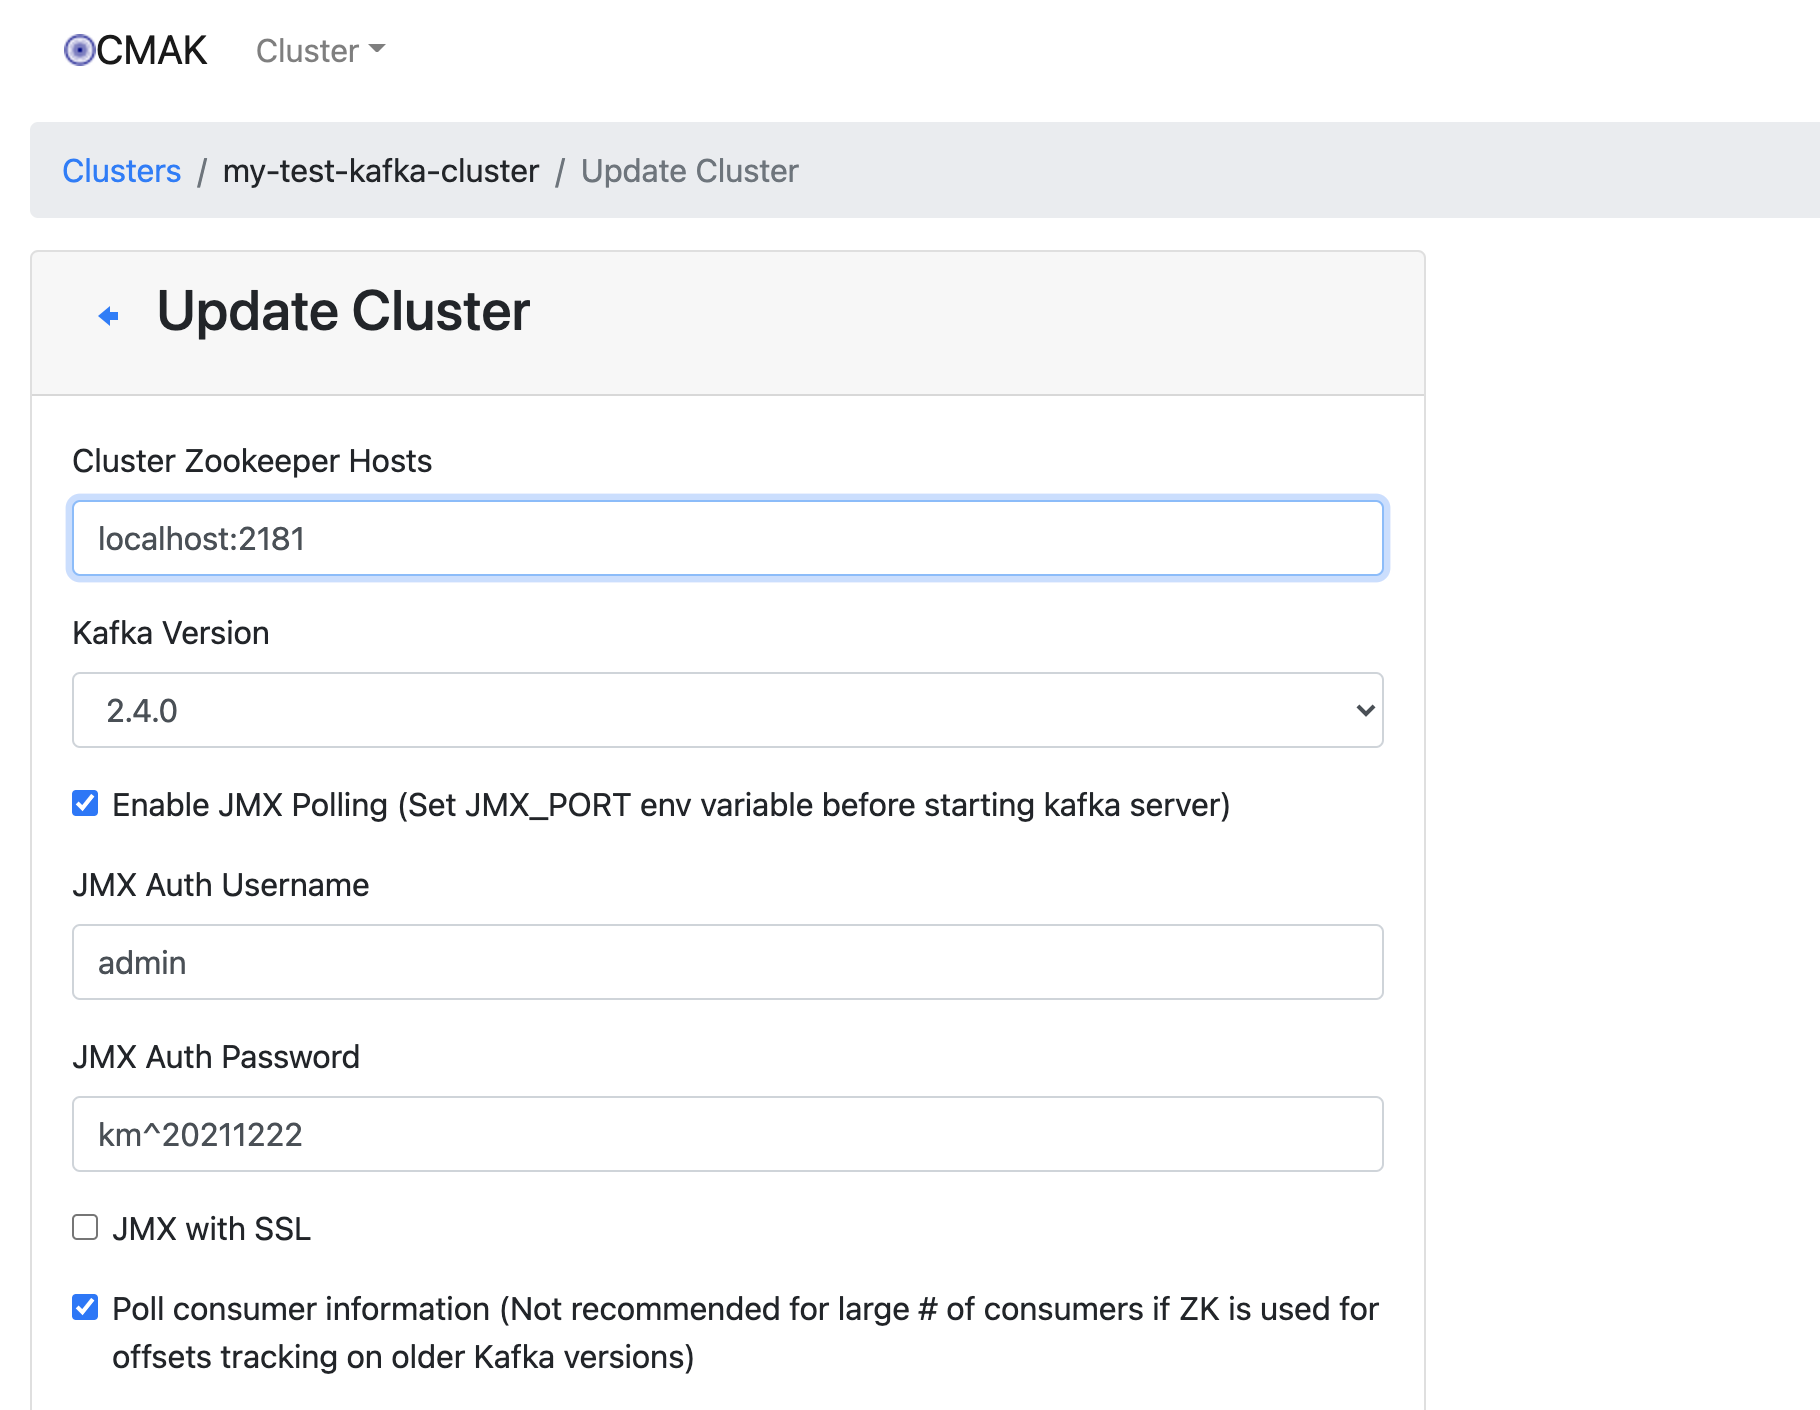 CMAK Cluster
Clusters / my-test-kafka-cluster / Update Cluster
Update Cluster
Cluster Zookeeper Hosts
localhost:2181
Kafka Version
2.4.0
Enable JMX Polling (Set JMX_PORT env variable before starting kafka server)
JMX Auth Username
admin
JMX Auth Password
km^20211222
JMX with SSL
Poll consumer information (Not recommended for large # of consumers if ZK is used for
offsets tracking on older Kafka versions)